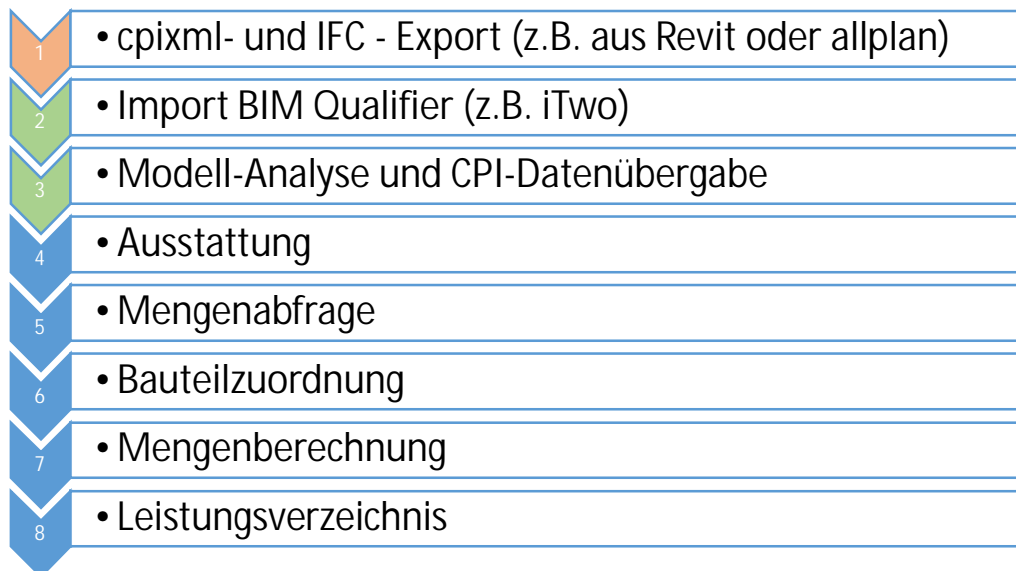 1 • cpixml- und IFC - Export (z.B. aus Revit oder allplan)
2 • Import BIM Qualifier (z.B. iTwo)
3 • Modell-Analyse und CPI-Datenübergabe
4 • Ausstattung
5 • Mengenabfrage
6 • Bauteilzuordnung
7 • Mengenberechnung
8 • Leistungsverzeichnis